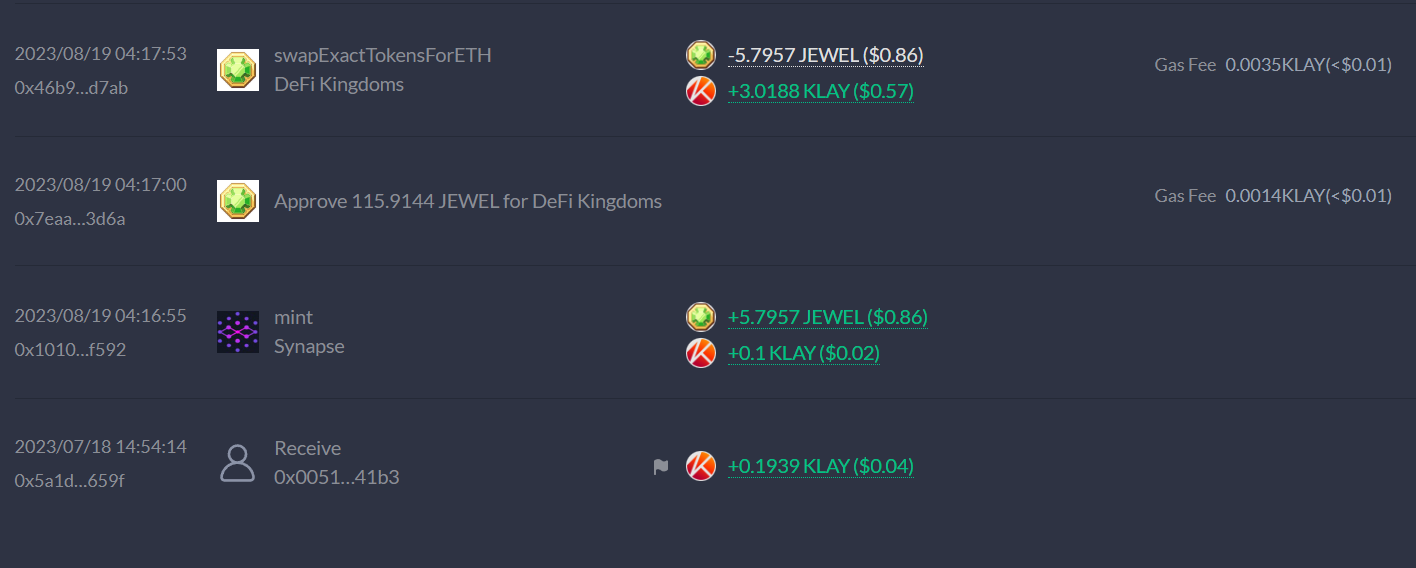 2023/08/19 04:17:53
0x46b9...d7ab
swapExactTokensForETH
DeFi Kingdoms
-5.7957 JEWEL ($0.86)
+3.0188 KLAY ($0.57)
Gas Fee 0.0035KLAY(<$0.01)
2023/08/19 04:17:00
0x7eaa...3d6a
Approve 115.9144 JEWEL for DeFi Kingdoms
Gas Fee 0.0014KLAY(<$0.01)
2023/08/19 04:16:55
0x1010...f592
mint
Synapse
+5.7957 JEWEL ($0.86)
+0.1 KLAY ($0.02)
2023/07/18 14:54:14
0x5a1d...659f
Receive
0x0051...41b3
+0.1939 KLAY ($0.04)